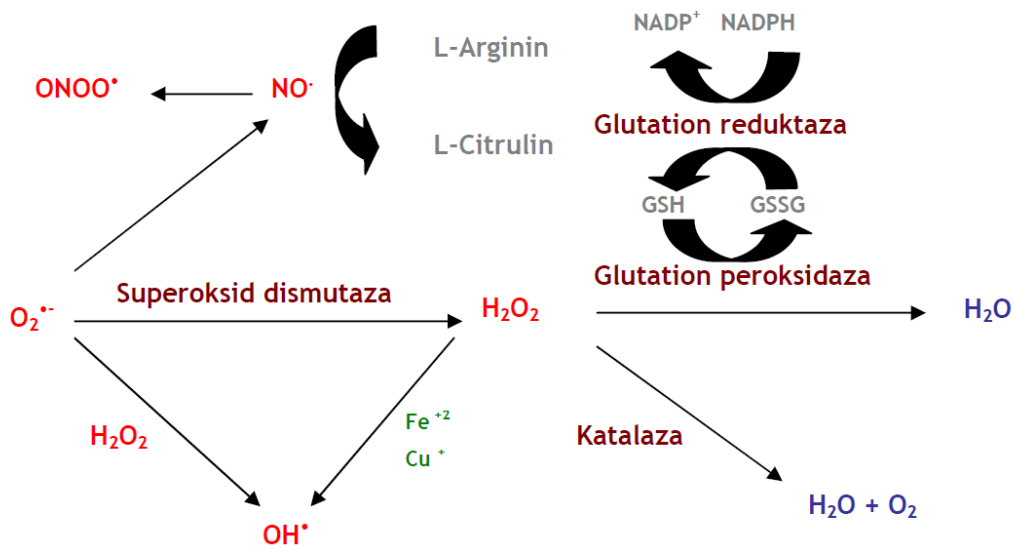 NADP⁺ NADPH
L-Arginin
ONOO•
NO·
Glutation reduktaza
L-Citrulin
GSH
GSSG
Glutation peroksidaza
Superoksid dismutaza
O₂•-
H₂O₂
H₂O
Fe⁺²
H₂O₂
Katalaza
Cu⁺
H₂O + O₂
OH•